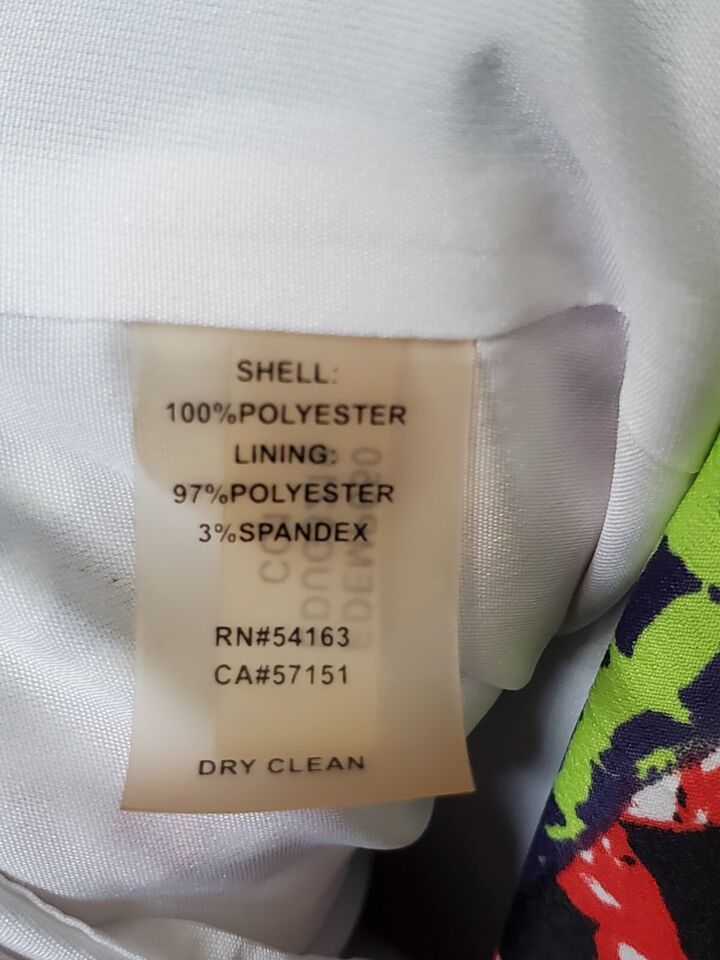 SHELL:
100%POLYESTER
LINING:
97%POLYESTER
3%SPANDEX
RN#54163
CA#57151
DRY CLEAN